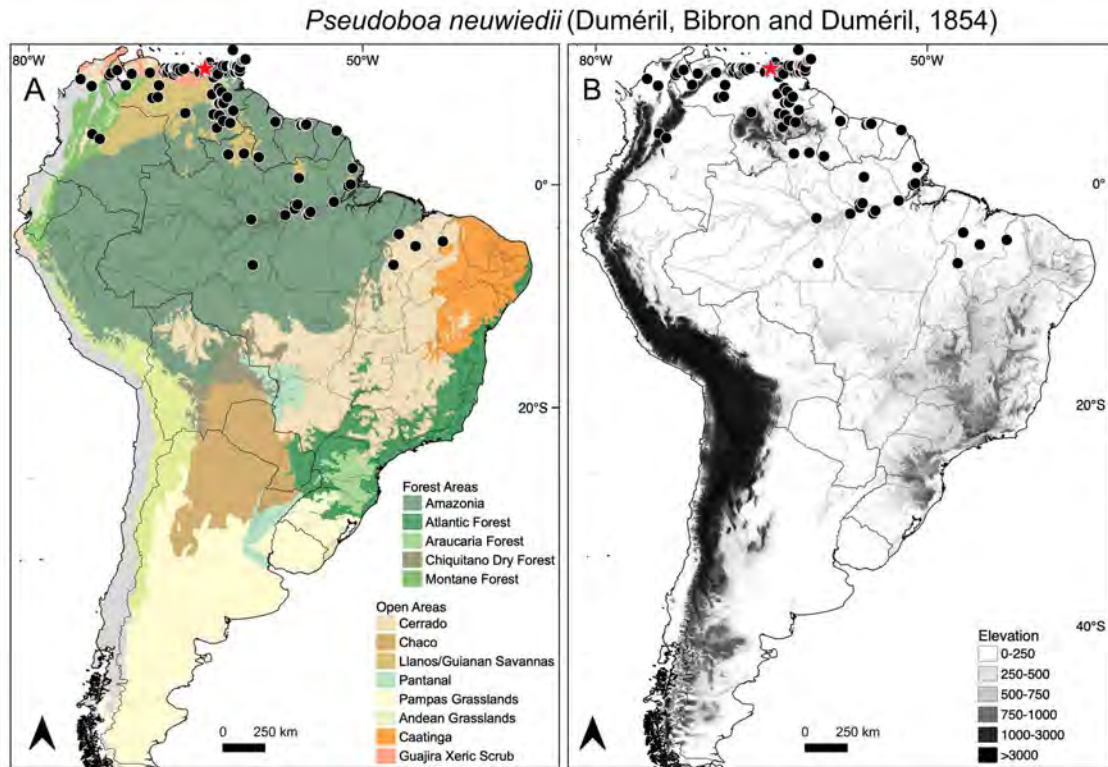 Pseudoboa neuwiedii (Duméril, Bibron and Duméril, 1854)
80°W 50°W
A
0°
20°S
Forest Areas
Amazonia
Atlantic Forest
Araucaria Forest
Chiquitano Dry Forest
Montane Forest
Open Areas
Cerrado
Chaco
Llanos/Guianan Savannas
Pantanal
Pampas Grasslands
Andean Grasslands
Caatinga
Guajira Xeric Scrub
0 250 km
80°W 50°W
B
0°
20°S
40°S
Elevation
0-250
250-500
500-750
750-1000
1000-3000
>3000
0 250 km